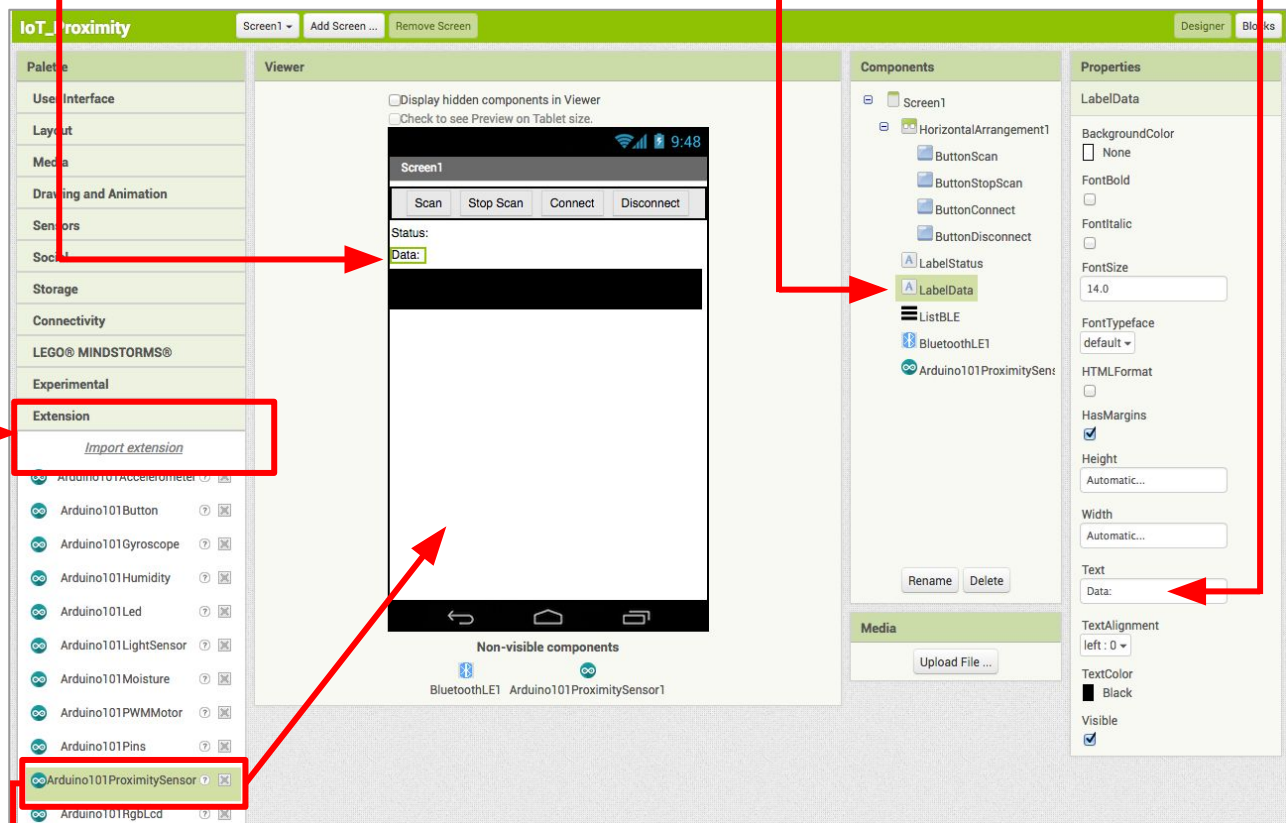 IoT_Proximity
Screen1
Add Screen ...
Remove Screen
Designer
Blocks
Palette
User Interface
Layout
Media
Drawing and Animation
Sensors
Social
Storage
Connectivity
LEGO® MINDSTORMS®
Experimental
Extension
Import extension
Arduino101Accelerometer
Arduino101Button
Arduino101Gyroscope
Arduino101Humidity
Arduino101Led
Arduino101LightSensor
Arduino101Moisture
Arduino101PWMMotor
Arduino101Pins
Arduino101ProximitySensor
Arduino101RgbLcd
Viewer
Display hidden components in Viewer
Check to see Preview on Tablet size.
9:48
Screen1
Scan
Stop Scan
Connect
Disconnect
Status:
Data:
Non-visible components
BluetoothLE1
Arduino101ProximitySensor1
Components
Screen1
HorizontalArrangement1
ButtonScan
ButtonStopScan
ButtonConnect
ButtonDisconnect
LabelStatus
LabelData
ListBLE
BluetoothLE1
Arduino101ProximitySens
Rename
Delete
Media
Upload File ...
Properties
LabelData
BackgroundColor
None
FontBold
FontItalic
FontSize
14.0
FontTypeface
default
HTMLFormat
HasMargins
Height
Automatic...
Width
Automatic...
Text
Data:
TextAlignment
left : 0
TextColor
Black
Visible